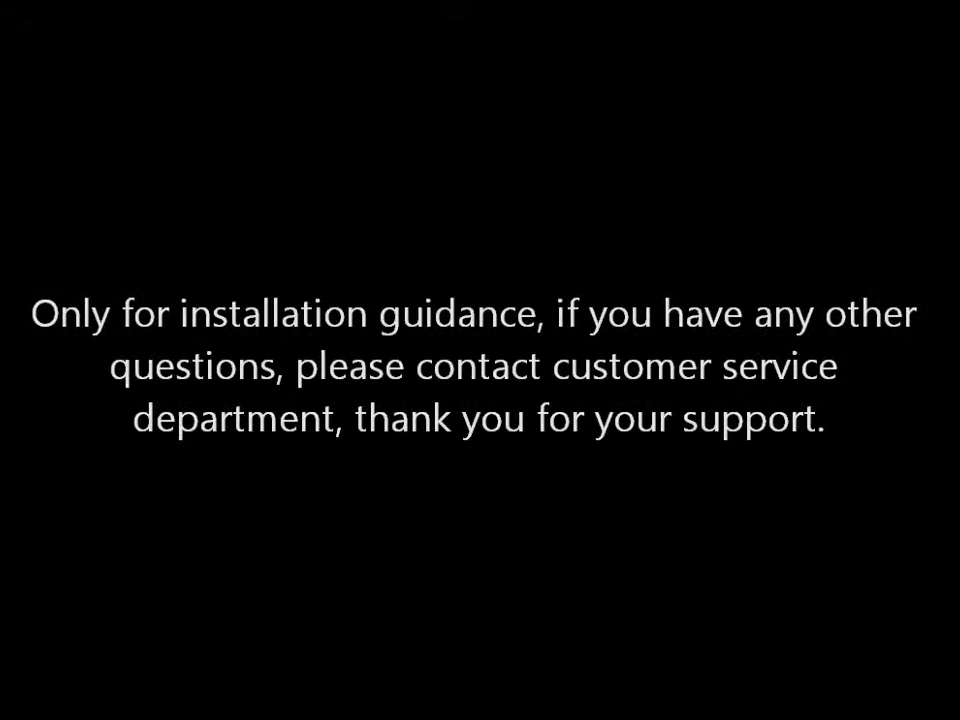 Only for installation guidance, if you have any other
questions, please contact customer service
department, thank you for your support.